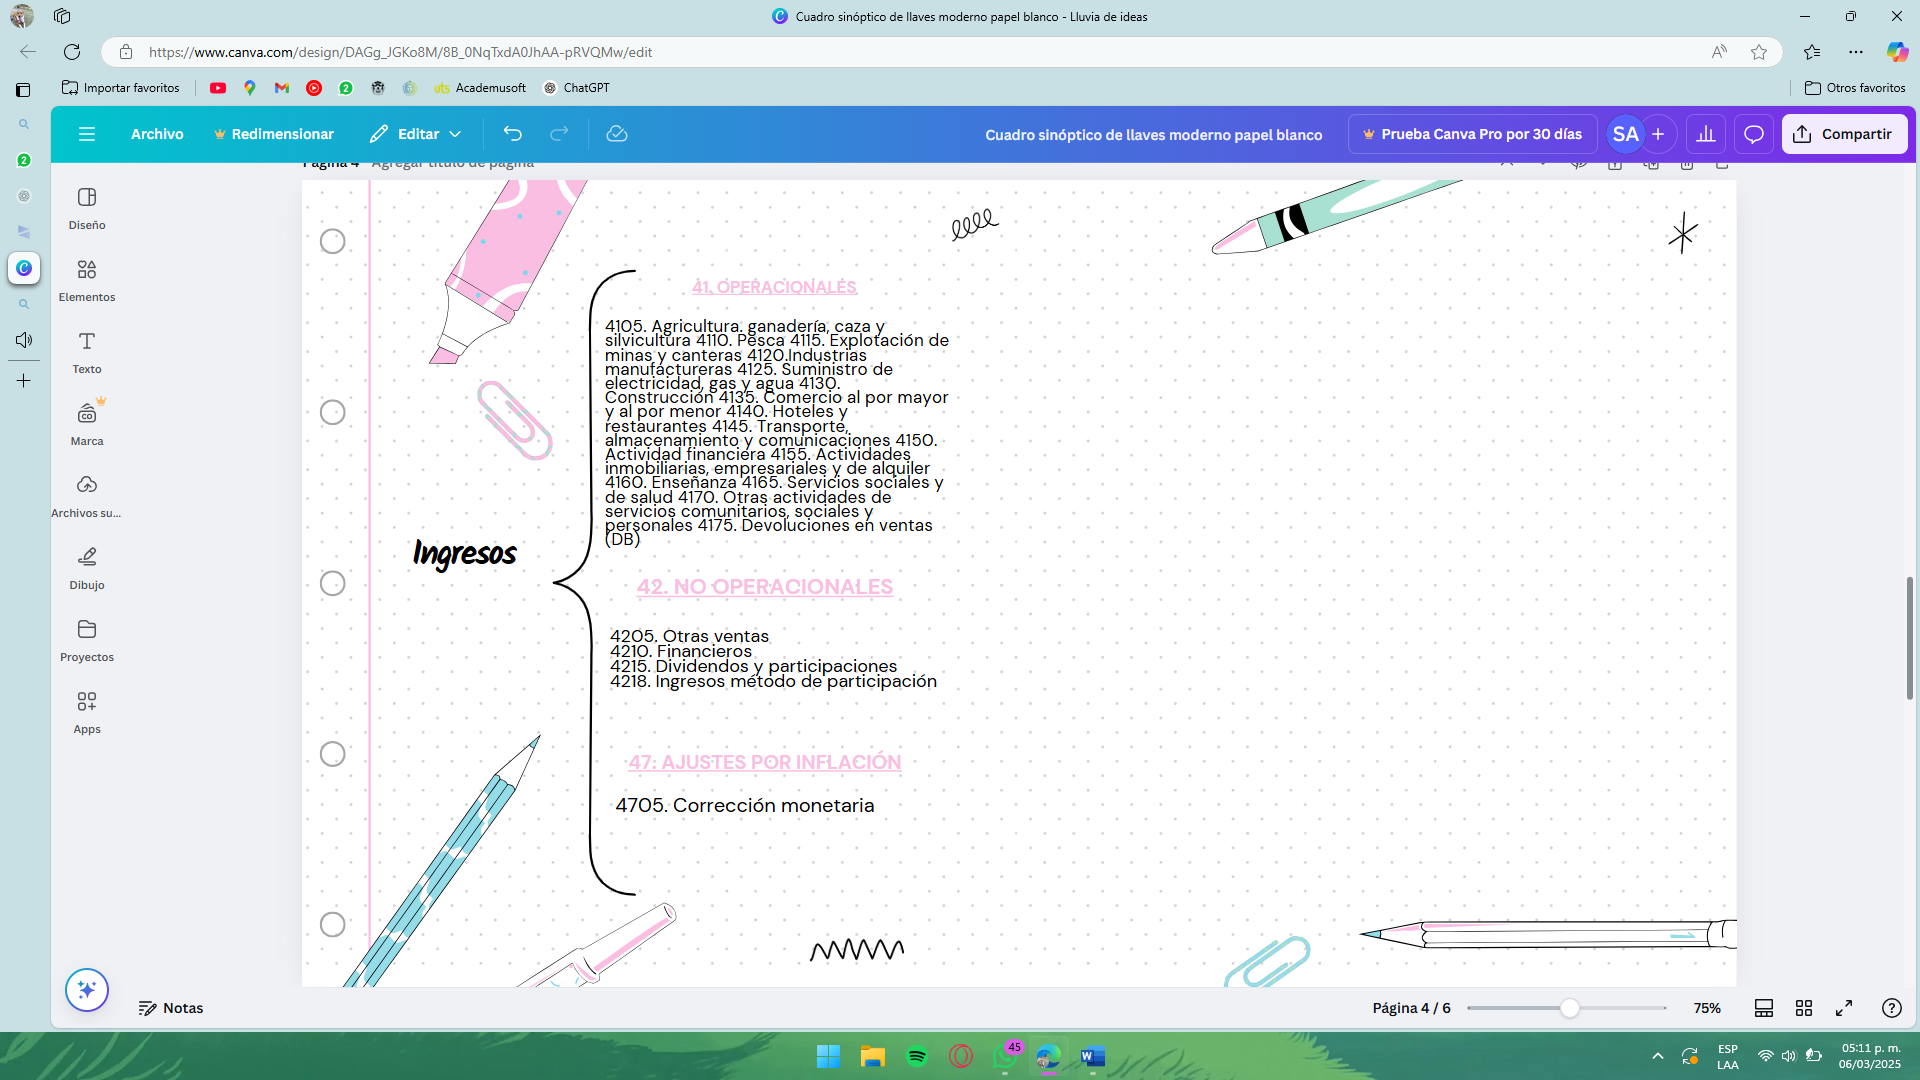 Cuadro sinóptico de llaves moderno papel blanco - Lluvia de ideas
https://www.canva.com/design/DAGg_JGKo8M/8B_0NqTxdA0JhAA-pRVQMw/edit
Importar favoritos
uts Academusoft
ChatGPT
Otros favoritos
Archivo
Redimensionar
Editar
Cuadro sinóptico de llaves moderno papel blanco
Prueba Canva Pro por 30 días
SA
Compartir
Página 4 Agregar título de página
Diseño
Elementos
Texto
Marca
Archivos su...
Dibujo
Proyectos
Apps
Ingresos
41. OPERACIONALES
4105. Agricultura. ganadería, caza y
silvicultura 4110. Pesca 4115. Explotación de
minas y canteras 4120.Industrias
manufactureras 4125. Suministro de
electricidad, gas y agua 4130.
Construcción 4135. Comercio al por mayor
y al por menor 4140. Hoteles y
restaurantes 4145. Transporte,
almacenamiento y comunicaciones 4150.
Actividad financiera 4155. Actividades
inmobiliarias, empresariales y de alquiler
4160. Enseñanza 4165. Servicios sociales y
de salud 4170. Otras actividades de
servicios comunitarios, sociales y
personales 4175. Devoluciones en ventas
(DB)
42. NO OPERACIONALES
4205. Otras ventas
4210. Financieros
4215. Dividendos y participaciones
4218. Ingresos método de participación
47: AJUSTES POR INFLACIÓN
4705. Corrección monetaria
Notas
Página 4 / 6
75%
45
ESP
LAA
05:11 p. m.
06/03/2025